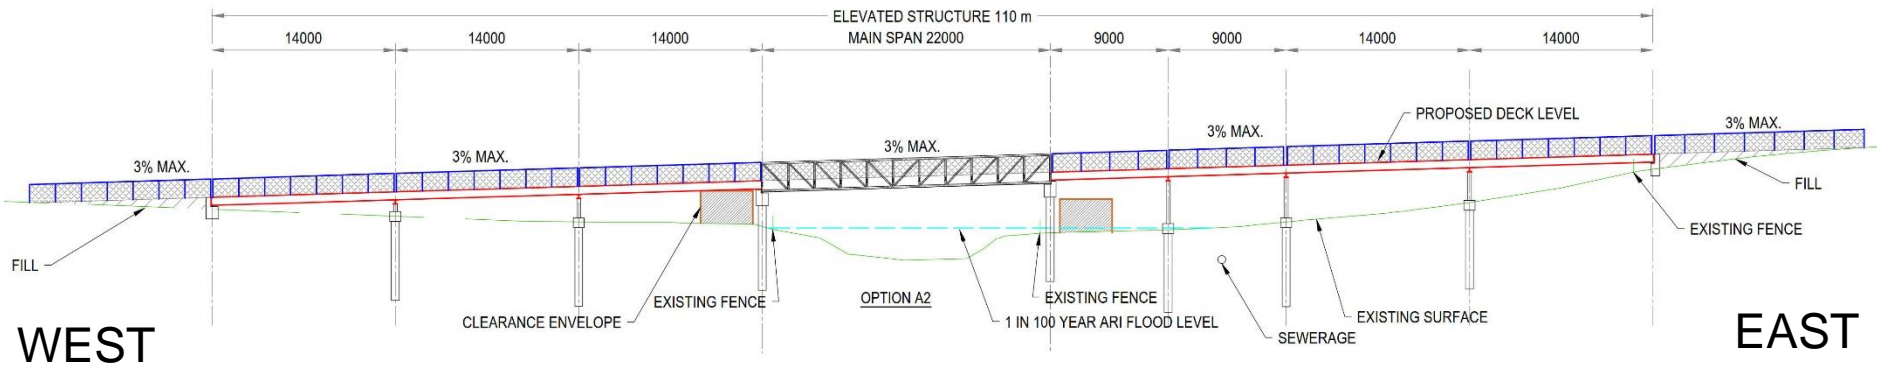 ELEVATED STRUCTURE 110 m
14000
14000
14000
MAIN SPAN 22000
9000
9000
14000
14000
PROPOSED DECK LEVEL
3% MAX.
3% MAX.
3% MAX.
3% MAX.
3% MAX.
FILL
EXISTING FENCE
FILL
EXISTING FENCE
OPTION A2
EXISTING FENCE
CLEARANCE ENVELOPE
1 IN 100 YEAR ARI FLOOD LEVEL
EXISTING SURFACE
SEWERAGE
WEST
EAST